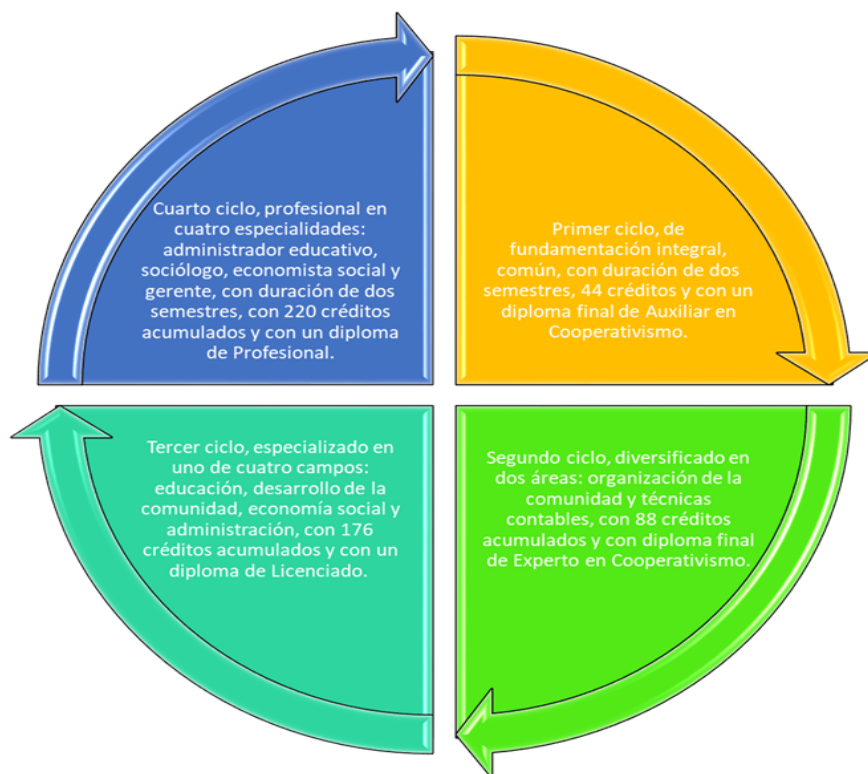 Cuarto ciclo, profesional en
cuatro especialidades:
administrador educativo,
sociólogo, economista social y
gerente, con duración de dos
semestres, con 220 créditos
acumulados y con un diploma
de Profesional.
Primer ciclo, de
fundamentación integral,
común, con duración de dos
semestres, 44 créditos y con un
diploma final de Auxiliar en
Cooperativismo.
Tercer ciclo, especializado en
uno de cuatro campos:
educación, desarrollo de la
comunidad, economía social y
administración, con 176
créditos acumulados y con un
diploma de Licenciado.
Segundo ciclo, diversificado en
dos áreas: organización de la
comunidad y técnicas
contables, con 88 créditos
acumulados y con diploma final
de Experto en Cooperativismo.